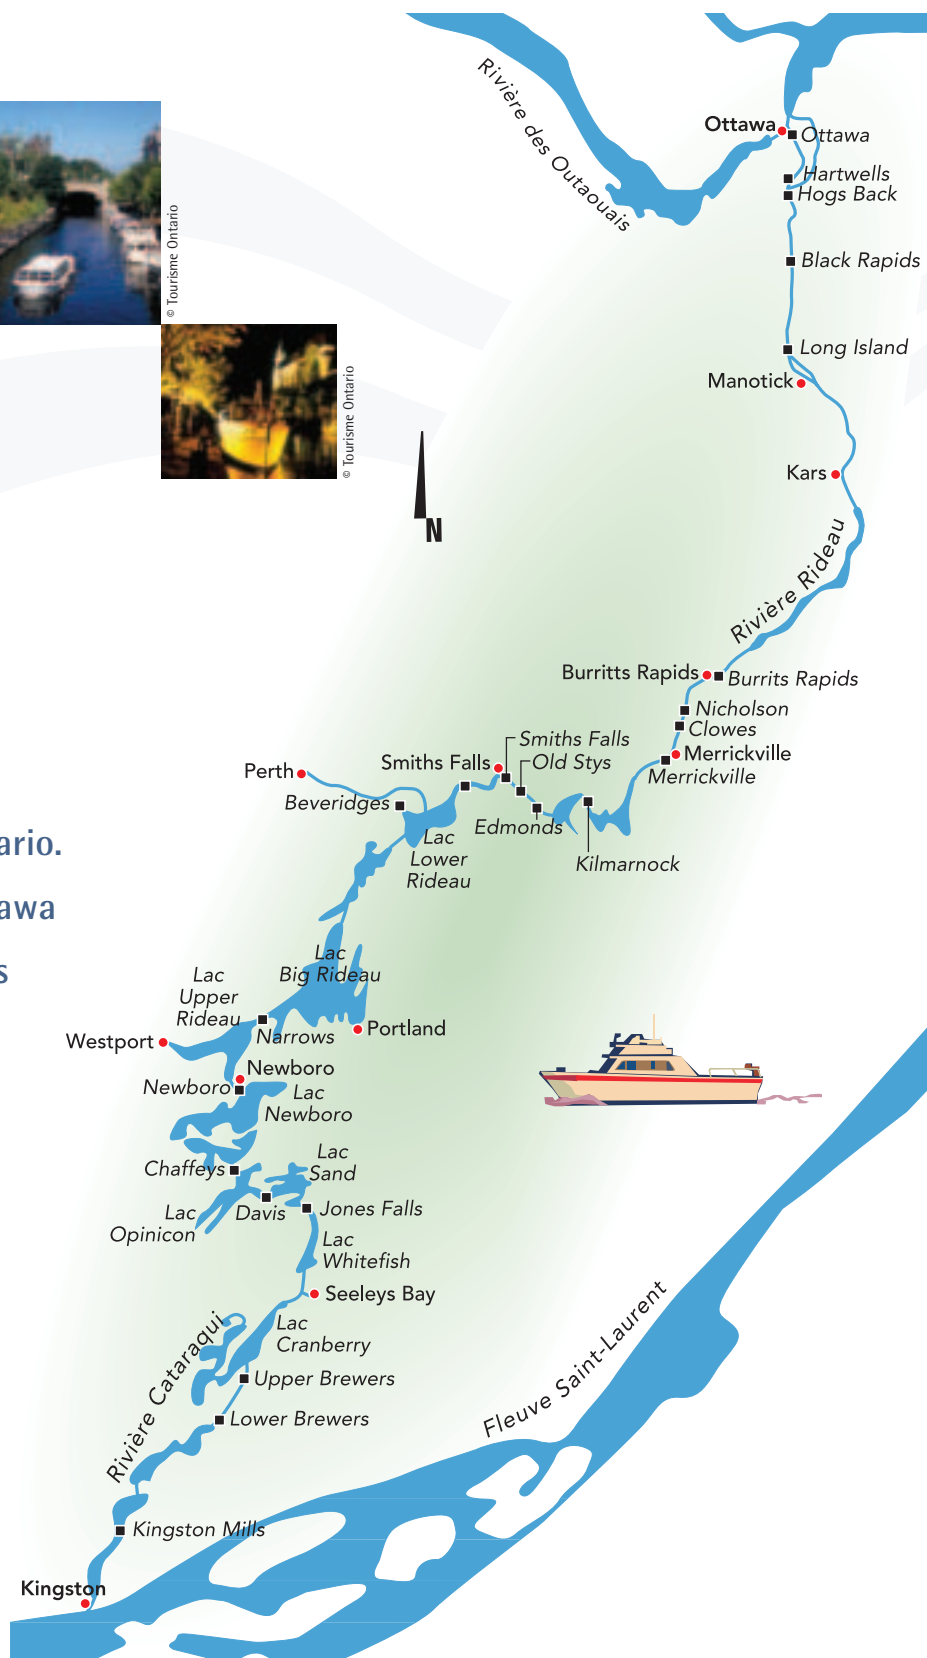 Rivière des Outaouais
Ottawa
Ottawa
Hartwells
Hogs Back
Black Rapids
© Tourisme Ontario
Long Island
Manotick
© Tourisme Ontario
Kars
N
Rivière Rideau
Burritts Rapids
Burrits Rapids
Nicholson
Clowes
Smiths Falls
Merrickville
Smiths Falls
Old Stys
Perth
Merrickville
Beveridges
Edmonds
Lac
Lower
Rideau
ario.
Kilmarnock
awa
Lac
Big Rideau
s
Lac
Upper
Rideau
Portland
Narrows
Westport
Newboro
Newboro
Lac
Newboro
Lac
Sand
Chaffeys
Lac
Opinicon
Davis
Jones Falls
Lac
Whitefish
Seeleys Bay
Lac
Cranberry
Rivière Cataraqui
Fleuve Saint-Laurent
Upper Brewers
Lower Brewers
Kingston Mills
Kingston